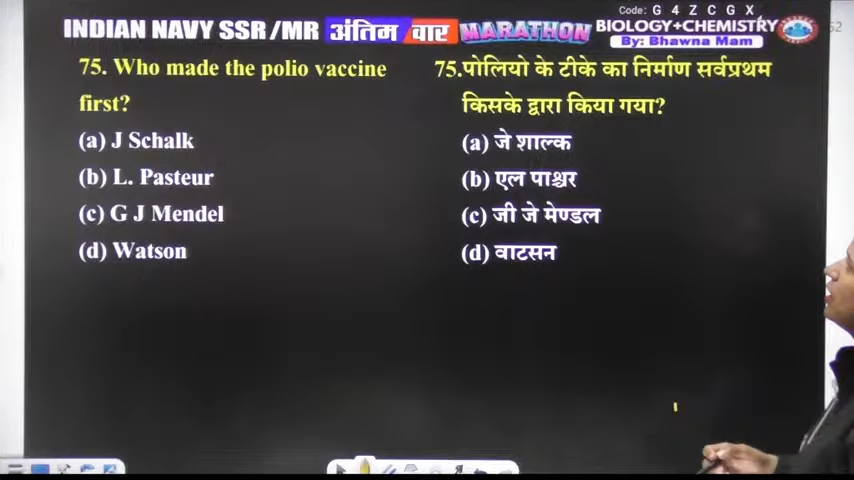 Code: G 4 Z C G X
INDIAN NAVY SSR/MR अंतिम वार MARATHON BIOLOGY+CHEMISTRY
By: Bhawna Mam
75. Who made the polio vaccine first?
(a) J Schalk
(b) L. Pasteur
(c) G J Mendel
(d) Watson
75.पोलियो के टीके का निर्माण सर्वप्रथम
किसके द्वारा किया गया?
(a) जे शाल्क
(b) एल पाश्चर
(c) जी जे मेण्डल
(d) वाटसन